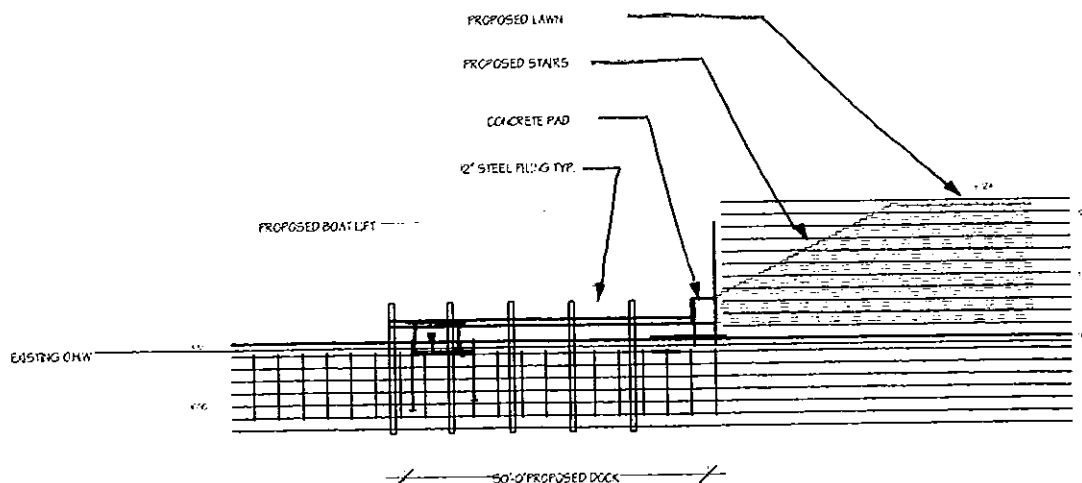 PROPOSED LAWN
PROPOSED STAIRS
CONCRETE PAD
12" STEEL PILING TYP.
PROPOSED BOAT LIFT
EXISTING OHW
50'-0" PROPOSED DOCK